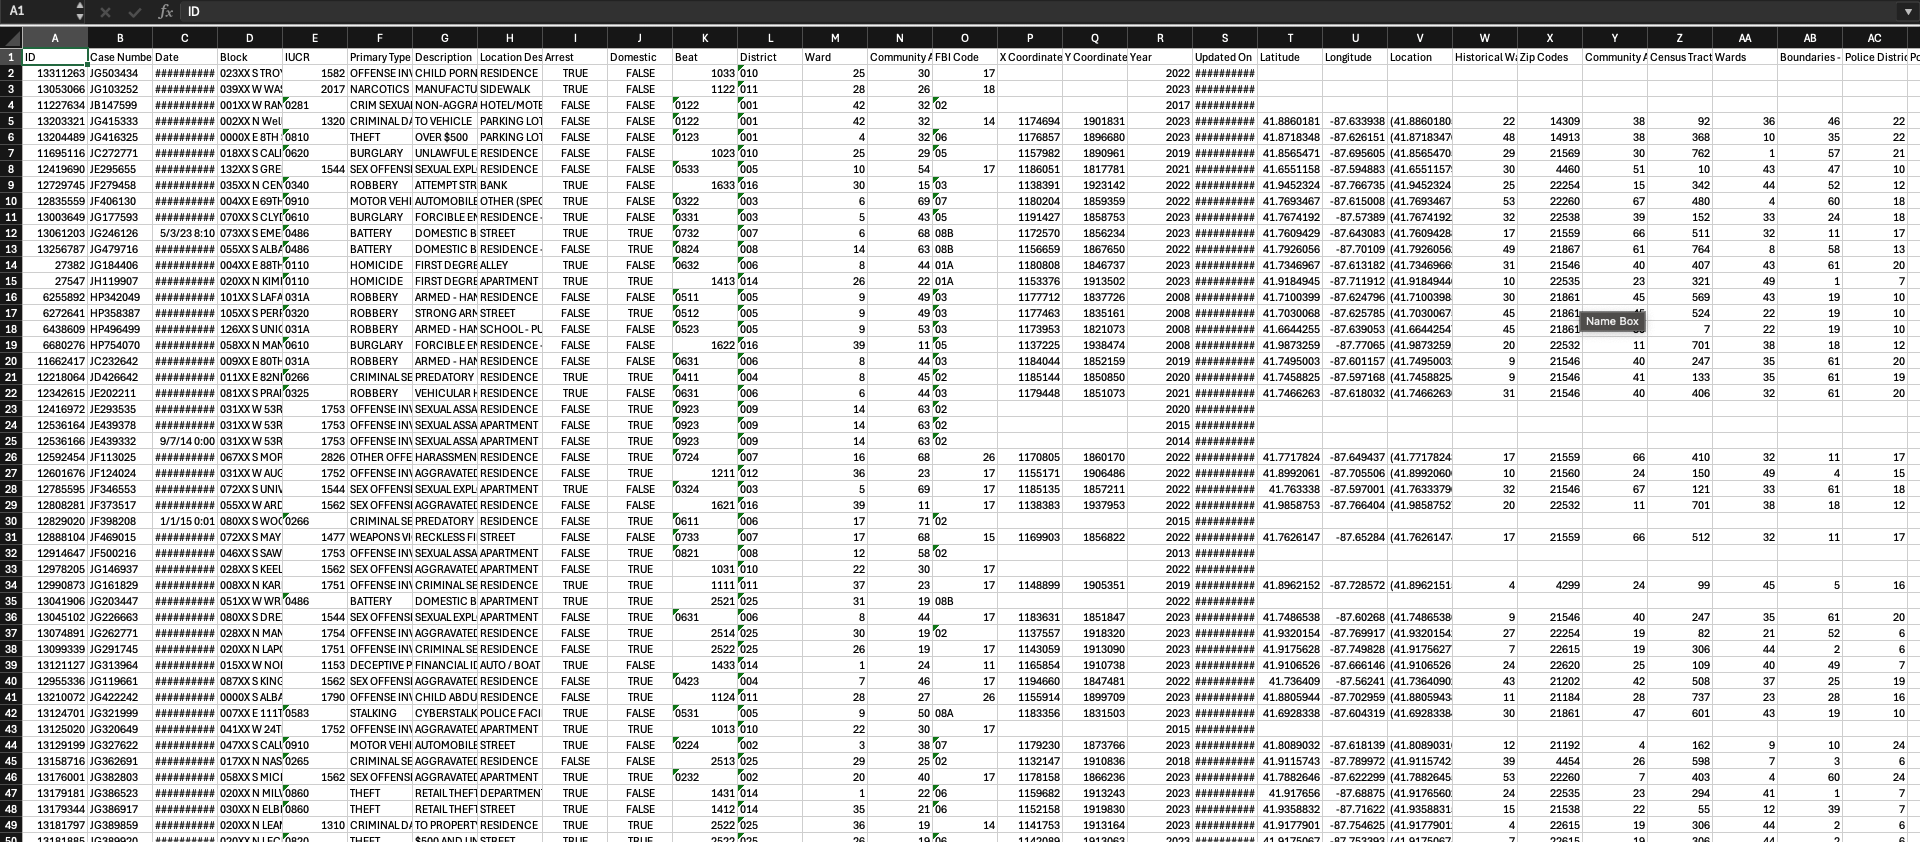 A1 fx ID
A B C D E F G H I J K L M N O P Q R S T U V W X Y Z AA AB AC
1 ID Case Numbe Date Block IUCR Primary Type Description Location Des Arrest Domestic Beat District Ward Community A FBI Code X Coordinate Y Coordinate Year Updated On Latitude Longitude Location Historical Wa Zip Codes Community A Census Tract Wards Boundaries - Police Distric Po
2 13311263 JG503434 ########## 023XX S TROY 1582 OFFENSE INV CHILD PORN RESIDENCE TRUE FALSE 1033 010 25 30 17 2022 ##########
3 13053066 JG103252 ########## 039XX W WAS 2017 NARCOTICS MANUFACTU SIDEWALK TRUE FALSE 1122 011 28 26 18 2023 ##########
4 11227634 JB147599 ########## 001XX W RAN 0281 CRIM SEXUAL NON-AGGRA HOTEL/MOTE FALSE FALSE 0122 001 42 32 02 2017 ##########
5 13203321 JG415333 ########## 002XX N Wel 1320 CRIMINAL DA TO VEHICLE PARKING LOT FALSE FALSE 0122 001 42 32 14 1174694 1901831 2023 ########## 41.8860181 -87.633938 (41.8860180 22 14309 38 92 36 46 22
6 13204489 JG416325 ########## 0000X E 8TH 0810 THEFT OVER $500 PARKING LOT FALSE FALSE 0123 001 4 32 06 1176857 1896680 2023 ########## 41.8718348 -87.626151 (41.8718347 48 14913 38 368 10 35 22
7 11695116 JC272771 ########## 018XX S CALI 0620 BURGLARY UNLAWFUL E RESIDENCE FALSE FALSE 1023 010 25 29 05 1157982 1890961 2019 ########## 41.8565471 -87.695605 (41.8565470 29 21569 30 762 1 57 21
8 12419690 JE295655 ########## 132XX S GRE 1544 SEX OFFENS SEXUAL EXPL RESIDENCE TRUE FALSE 0533 005 10 54 17 1186051 1817781 2021 ########## 41.6551158 -87.594883 (41.6551157 30 4460 51 10 43 47 10
9 12729745 JF279458 ########## 035XX N CEN 0340 ROBBERY ATTEMPT STR BANK TRUE FALSE 1633 016 30 15 03 1138391 1923142 2022 ########## 41.9452324 -87.766735 (41.9452324 25 22254 15 342 44 52 12
10 12835559 JF406130 ########## 004XX E 69TH 0910 MOTOR VEHI AUTOMOBILE OTHER (SPEC TRUE FALSE 0322 003 6 69 07 1180204 1859359 2022 ########## 41.7693467 -87.615008 (41.7693467 53 22260 67 480 4 60 18
11 13003649 JG177593 ########## 070XX S CLYD 0610 BURGLARY FORCIBLE EN RESIDENCE - TRUE FALSE 0331 003 5 43 05 1191427 1858753 2023 ########## 41.7674192 -87.57389 (41.7674192 32 22538 39 152 33 24 18
12 13061203 JG246126 5/3/23 8:10 073XX S EME 0486 BATTERY DOMESTIC B STREET TRUE TRUE 0732 007 6 68 08B 1172570 1856234 2023 ########## 41.7609429 -87.643083 (41.7609428 17 21559 66 511 32 11 17
13 13256787 JG479716 ########## 055XX S ALBA 0486 BATTERY DOMESTIC B RESIDENCE - TRUE TRUE 0824 008 14 63 08B 1156659 1867650 2022 ########## 41.7926056 -87.70109 (41.7926056 49 21867 61 764 8 58 13
14 27382 JG184406 ########## 004XX E 88TH 0110 HOMICIDE FIRST DEGRE ALLEY TRUE FALSE 0632 006 8 44 01A 1180808 1846737 2023 ########## 41.7346967 -87.613182 (41.7346966 31 21546 40 407 43 61 20
15 27547 JH119907 ########## 020XX N KIM 0110 HOMICIDE FIRST DEGRE APARTMENT TRUE TRUE 1413 014 26 22 01A 1153376 1913502 2023 ########## 41.9184945 -87.711912 (41.9184944 10 22535 23 321 49 1 7
16 6255892 HP342049 ########## 101XX S LAFA 031A ROBBERY ARMED - HAN RESIDENCE FALSE FALSE 0511 005 9 49 03 1177712 1837726 2008 ########## 41.7100399 -87.624796 (41.7100398 30 21861 45 569 43 19 10
17 6272641 HP358387 ########## 105XX S PERR 0320 ROBBERY STRONG ARM STREET TRUE FALSE 0512 005 9 49 03 1177463 1835161 2008 ########## 41.7030068 -87.625785 (41.7030067 45 21861 524 22 19 10
18 6438609 HP496499 ########## 126XX S UNIO 031A ROBBERY ARMED - HAN SCHOOL - PU FALSE FALSE 0523 005 9 53 03 1173953 1821073 2008 ########## 41.6644255 -87.639053 (41.6644254 45 21861 7 22 19 10
Name Box
19 6680276 HP754070 ########## 058XX N MAN 0610 BURGLARY FORCIBLE EN RESIDENCE FALSE FALSE 1622 016 39 11 05 1137225 1938474 2008 ########## 41.9873259 -87.77065 (41.9873259 20 22532 11 701 38 18 12
20 11662417 JC232642 ########## 009XX E 80TH 031A ROBBERY ARMED - HAN RESIDENCE FALSE FALSE 0631 006 8 44 03 1184044 1852159 2019 ########## 41.7495003 -87.601157 (41.7495003 9 21546 40 247 35 61 20
21 12218064 JD426642 ########## 011XX E 82N 0266 CRIMINAL SE PREDATORY RESIDENCE TRUE TRUE 0411 004 8 45 02 1185144 1850850 2020 ########## 41.7458825 -87.597168 (41.7458825 9 21546 41 133 35 61 19
22 12342615 JE202211 ########## 081XX S PRAI 0325 ROBBERY VEHICULAR H RESIDENCE TRUE FALSE 0631 006 6 44 03 1179448 1851073 2021 ########## 41.7466263 -87.618032 (41.7466263 31 21546 40 406 32 61 20
23 12416972 JE293535 ########## 031XX W 53R 1753 OFFENSE INV SEXUAL ASSA RESIDENCE FALSE TRUE 0923 009 14 63 02 2020 ##########
24 12536164 JE439378 ########## 031XX W 53R 1753 OFFENSE INV SEXUAL ASSA APARTMENT FALSE TRUE 0923 009 14 63 02 2015 ##########
25 12536166 JE439332 9/7/14 0:00 031XX W 53R 1753 OFFENSE INV SEXUAL ASSA APARTMENT FALSE TRUE 0923 009 14 63 02 2014 ##########
26 12592454 JF113025 ########## 067XX S MOR 2826 OTHER OFFE HARASSMEN RESIDENCE FALSE TRUE 0724 007 16 68 26 1170805 1860170 2022 ########## 41.7717824 -87.649437 (41.7717824 17 21559 66 410 32 11 17
27 12601676 JF124024 ########## 031XX W AUG 1752 OFFENSE INV AGGRAVATED RESIDENCE FALSE TRUE 1211 012 36 23 17 1155171 1906486 2022 ########## 41.8992061 -87.705506 (41.8992060 10 21560 24 150 49 4 15
28 12785595 JF346553 ########## 072XX S UNIV 1544 SEX OFFENS SEXUAL EXPL APARTMENT TRUE FALSE 0324 003 5 69 17 1185135 1857211 2022 ########## 41.763338 -87.597001 (41.7633379 32 21546 67 121 33 61 18
29 12808281 JF373517 ########## 055XX W ARD 1562 SEX OFFENS AGGRAVATED APARTMENT TRUE FALSE 1621 016 39 11 17 1138383 1937953 2022 ########## 41.9858753 -87.766404 (41.9858752 20 22532 11 701 38 18 12
30 12829020 JF398208 1/1/15 0:01 080XX S WOO 0266 CRIMINAL SE PREDATORY RESIDENCE FALSE TRUE 0611 006 17 71 02 2015 ##########
31 12888104 JF469015 ########## 072XX S MAY 1477 WEAPONS VI RECKLESS FI STREET FALSE TRUE 0733 007 17 68 15 1169903 1856822 2022 ########## 41.7626147 -87.65284 (41.7626147 17 21559 66 512 32 11 17
32 12914647 JF500216 ########## 046XX S SAW 1753 OFFENSE INV SEXUAL ASSA APARTMENT TRUE TRUE 0821 008 12 58 02 2013 ##########
33 12978205 JG146937 ########## 028XX S KEEL 1562 SEX OFFENS AGGRAVATED APARTMENT TRUE TRUE 1031 010 22 30 17 2022 ##########
34 12990873 JG161829 ########## 008XX N KAR 1751 OFFENSE INV CRIMINAL SE APARTMENT TRUE TRUE 1111 011 37 23 17 1148899 1905351 2019 ########## 41.8962152 -87.728572 (41.8962151 4 4299 24 99 45 5 16
35 13041906 JG203447 ########## 051XX W WR 0486 BATTERY DOMESTIC B APARTMENT TRUE TRUE 2521 025 31 19 08B 2022 ##########
36 13045102 JG226663 ########## 080XX S DRE 1544 SEX OFFENS SEXUAL EXPL APARTMENT TRUE TRUE 0631 006 8 44 17 1183631 1851847 2023 ########## 41.7486538 -87.60268 (41.7486538 9 21546 40 247 35 61 20
37 13074891 JG262771 ########## 028XX N MAN 1754 OFFENSE INV AGGRAVATED RESIDENCE FALSE TRUE 2514 025 30 19 02 1137557 1918320 2023 ########## 41.9320154 -87.769917 (41.9320154 27 22254 19 82 21 52 6
38 13099339 JG291745 ########## 020XX N LAPO 1751 OFFENSE INV CRIMINAL SE RESIDENCE FALSE TRUE 2522 025 26 19 17 1143059 1913090 2023 ########## 41.9175628 -87.749828 (41.9175627 7 22615 19 306 44 2 6
39 13121127 JG313964 ########## 015XX W NOI 1153 DECEPTIVE P FINANCIAL ID AUTO / BOAT FALSE FALSE 1433 014 1 24 11 1165854 1910738 2023 ########## 41.9106526 -87.666146 (41.9106526 24 22620 25 109 40 49 7
40 12955336 JG119661 ########## 087XX S KING 1562 SEX OFFENS AGGRAVATED RESIDENCE TRUE TRUE 0423 004 7 46 17 1194660 1847481 2022 ########## 41.736409 -87.56241 (41.7364090 43 21202 42 508 37 25 19
41 13210072 JG422242 ########## 0000X S ALBA 1790 OFFENSE INV CHILD ABDU RESIDENCE FALSE TRUE 1124 011 28 27 26 1155914 1899709 2023 ########## 41.8805944 -87.702959 (41.8805943 11 21184 28 737 23 28 16
42 13124701 JG321999 ########## 007XX E 111T 0583 STALKING CYBERSTALK POLICE FACI TRUE FALSE 0531 005 9 50 08A 1183356 1831503 2023 ########## 41.6928338 -87.604319 (41.6928338 30 21861 47 601 43 19 10
43 13125020 JG320649 ########## 041XX W 24T 1752 OFFENSE INV AGGRAVATED APARTMENT TRUE TRUE 1013 010 22 30 17 2015 ##########
44 13129199 JG327622 ########## 047XX S CALU 0910 MOTOR VEHI AUTOMOBILE STREET TRUE FALSE 0224 002 3 38 07 1179230 1873766 2023 ########## 41.8089032 -87.618139 (41.8089031 12 21192 4 162 9 10 24
45 13158716 JG362691 ########## 017XX N NAS 0265 CRIMINAL SE AGGRAVATED RESIDENCE TRUE FALSE 2513 025 29 25 02 1132147 1910836 2018 ########## 41.9115743 -87.789972 (41.9115742 39 4454 26 598 7 3 6
46 13176001 JG382803 ########## 058XX S MICI 1562 SEX OFFENS AGGRAVATED APARTMENT TRUE TRUE 0232 002 20 40 17 1178158 1866236 2023 ########## 41.7882646 -87.622299 (41.7882645 53 22260 7 403 4 60 24
47 13179181 JG386523 ########## 020XX N MILV 0860 THEFT RETAIL THEFT DEPARTMEN TRUE FALSE 1431 014 1 22 06 1159682 1913243 2023 ########## 41.917656 -87.68875 (41.9176560 24 22535 23 294 41 1 7
48 13179344 JG386917 ########## 030XX N ELB 0860 THEFT RETAIL THEFT STREET TRUE FALSE 1412 014 35 21 06 1152158 1919830 2023 ########## 41.9358832 -87.71622 (41.9358831 15 21538 22 55 12 39 7
49 13181797 JG389859 ########## 020XX N LEAM 1310 CRIMINAL DA TO PROPERTY RESIDENCE TRUE TRUE 2522 025 36 19 14 1141753 1913164 2023 ########## 41.9177901 -87.754625 (41.9177901 4 22615 19 306 44 2 6